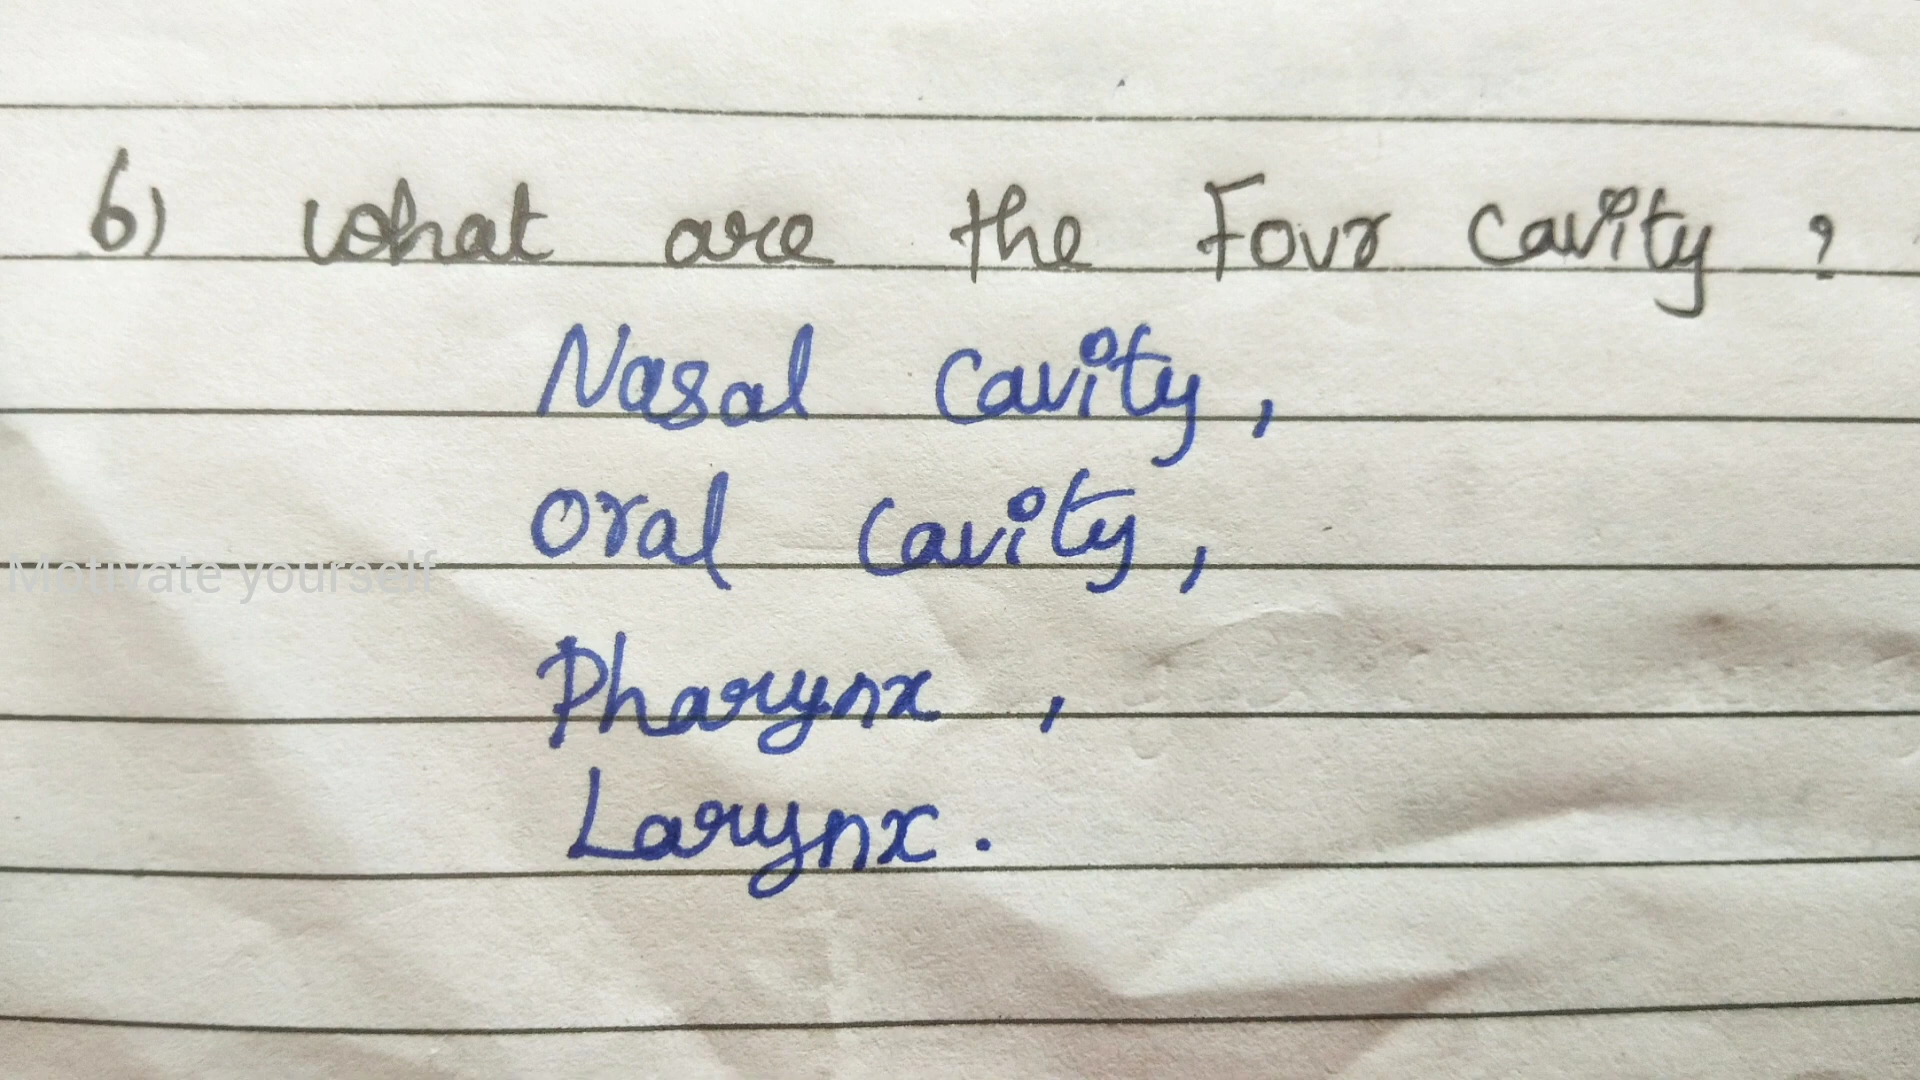 6) What are the Four cavity ?
Nasal Cavity,
Oral Cavity,
Motivate yourself
Pharynx ,
Larynx.